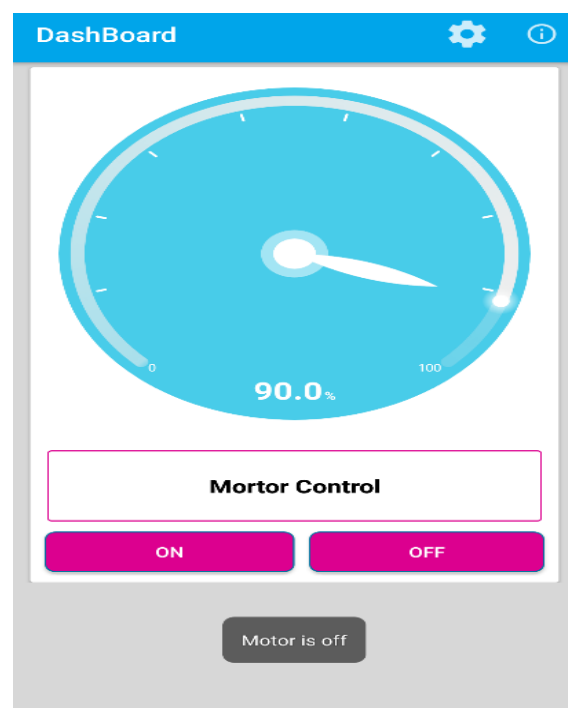 DashBoard
0
100
90.0%
Mortor Control
ON
OFF
Motor is off